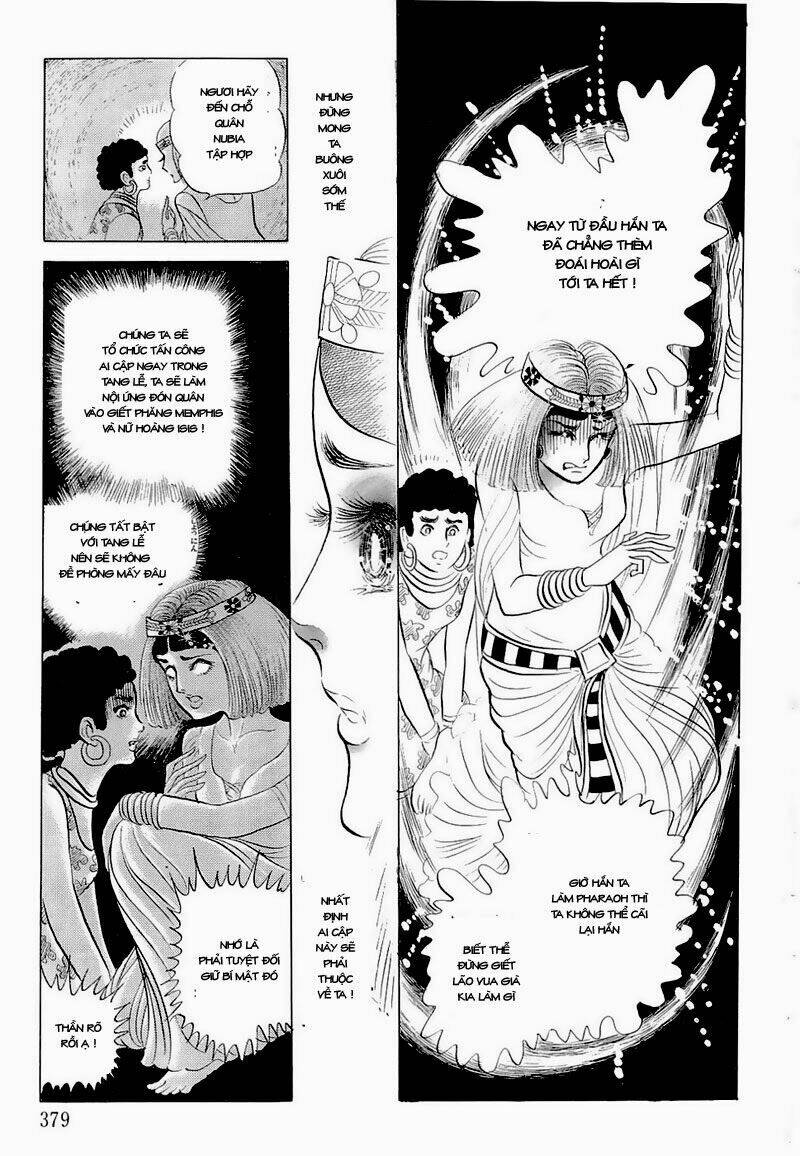 NGAY TỪ ĐẦU HẮN TA
ĐÃ CHẲNG THÈM
ĐOÁI HOÀI GÌ
TỚI TA HẾT !
GIỜ HẮN TA
LÀM PHARAOH THÌ
TA KHÔNG THỂ CÃI
LẠI HẮN
BIẾT THẾ
ĐỪNG GIẾT
LÃO VUA GIÀ
KIA LÀM GÌ
NHƯNG
ĐỪNG
MONG
TA
BUÔNG
XUÔI
SỚM
THẾ
NHẤT
ĐỊNH
AI CẬP
NÀY SẼ
PHẢI
THUỘC
VỀ TA !
NGƯƠI HÃY
ĐẾN CHỖ
QUÂN
NUBIA
TẬP HỢP
CHÚNG TA SẼ
TỔ CHỨC TẤN CÔNG
AI CẬP NGAY TRONG
TANG LỄ, TA SẼ LÀM
NỘI ỨNG ĐÓN QUÂN
VÀO GIẾT PHĂNG MEMPHIS
VÀ NỮ HOÀNG ISIS !
CHÚNG TẤT BẬT
VỚI TANG LỄ
NÊN SẼ KHÔNG
ĐỀ PHÒNG MẤY ĐÂU
NHỚ LÀ
PHẢI TUYỆT ĐỐI
GIỮ BÍ MẬT ĐÓ
THẦN RÕ
RỒI Ạ !
379